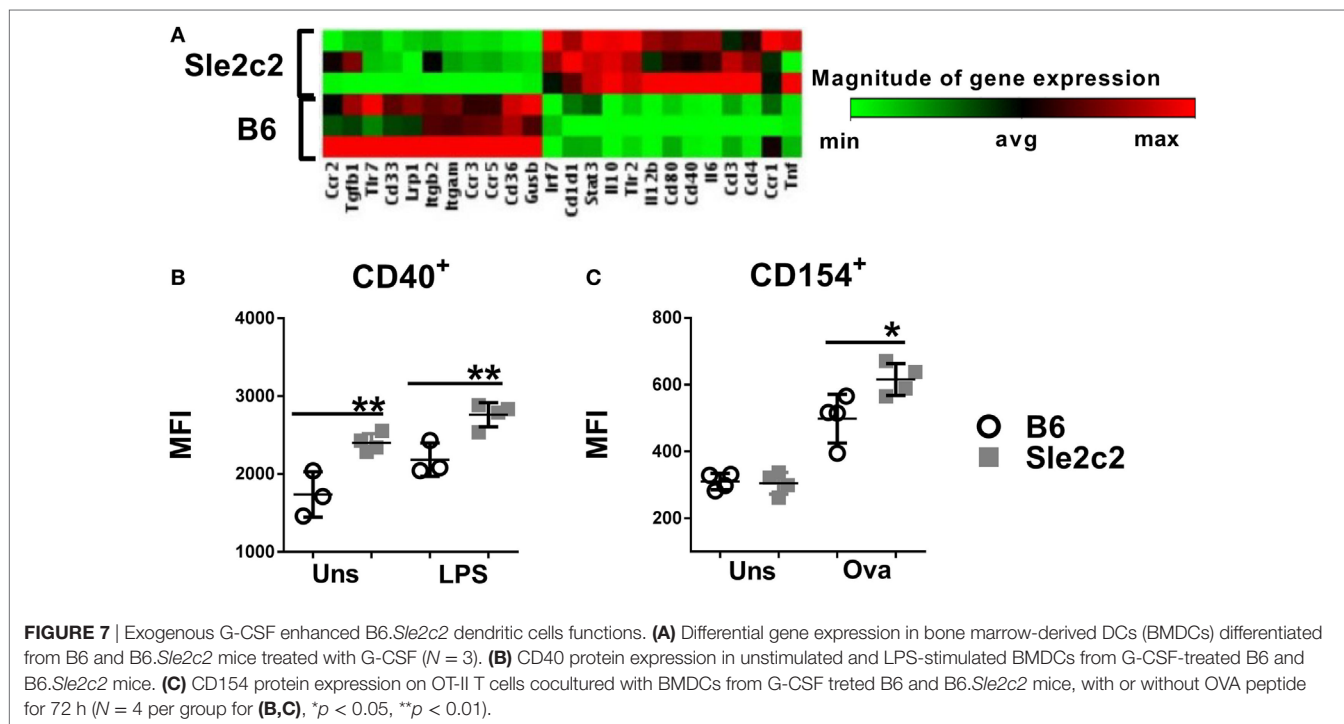 A
Sle2c2
B6
Magnitude of gene expression
min avg max
Ccr2 Tgfb1 Tlr7 Cd33 Lrp1 Itgb2 Itgam Ccr3 Ccr5 Cd36 Gusb Irf7 Cd1d1 Stat3 Il10 Tlr2 Il12b Cd80 Cd40 Il6 Cd3 Cd4 Ccr1 Tnf
B CD40+
MFI
4000
3000
2000
1000
** **
Uns LPS
C CD154+
MFI
800
600
400
200
*
Uns Ova
B6
Sle2c2
FIGURE 7 | Exogenous G-CSF enhanced B6.Sle2c2 dendritic cells functions. (A) Differential gene expression in bone marrow-derived DCs (BMDCs) differentiated
from B6 and B6.Sle2c2 mice treated with G-CSF (N = 3). (B) CD40 protein expression in unstimulated and LPS-stimulated BMDCs from G-CSF-treated B6 and
B6.Sle2c2 mice. (C) CD154 protein expression on OT-II T cells cocultured with BMDCs from G-CSF treted B6 and B6.Sle2c2 mice, with or without OVA peptide
for 72 h (N = 4 per group for (B,C), *p < 0.05, **p < 0.01).